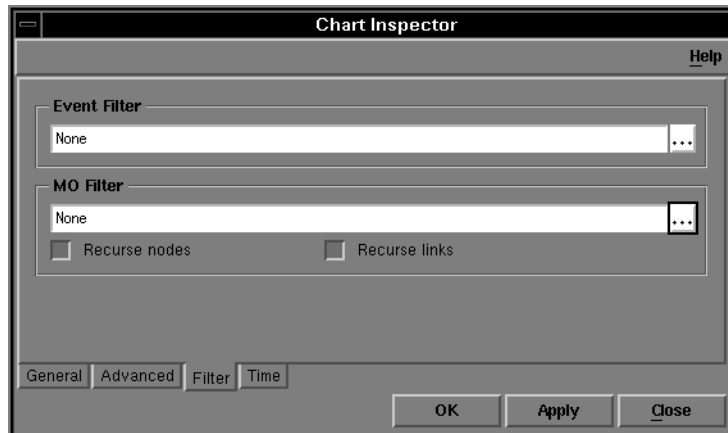 Chart Inspector
Help
Event Filter
None
...
MO Filter
None
...
Recurse nodes Recurse links
General Advanced Filter Time
OK Apply Close